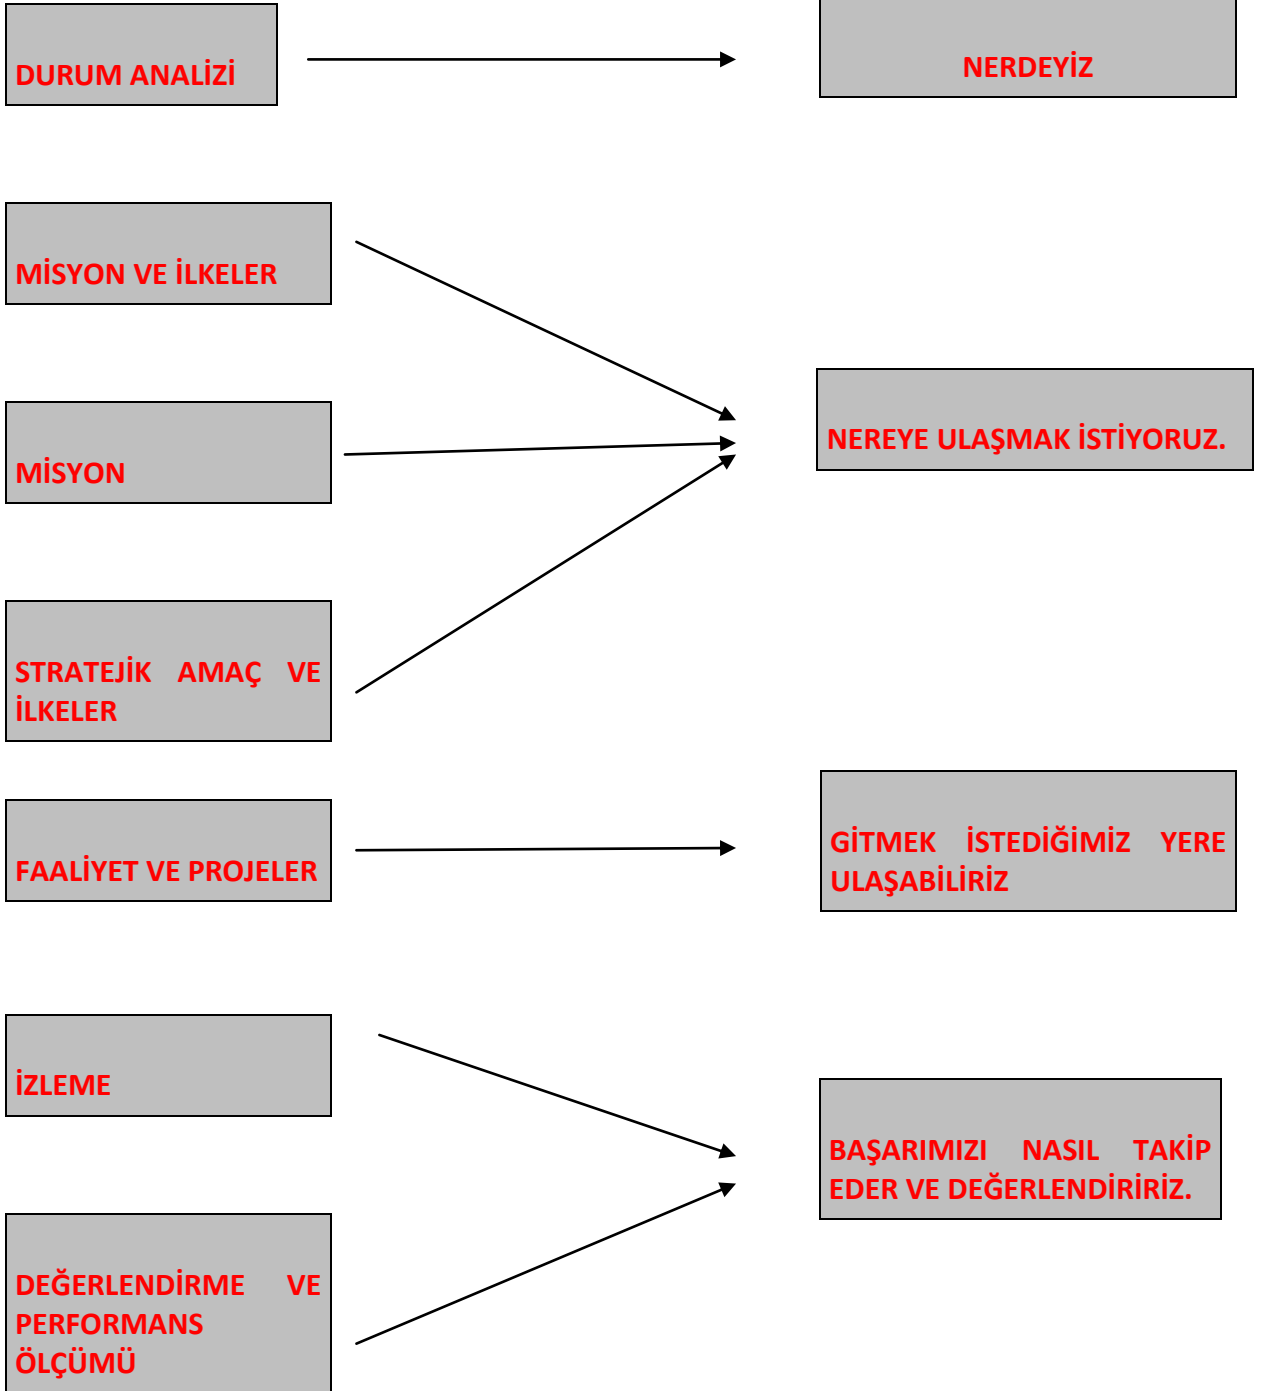 DURUM ANALİZİ
NERDEYİZ
MİSYON VE İLKELER
MİSYON
NEREYE ULAŞMAK İSTİYORUZ.
STRATEJİK AMAÇ VE
İLKELER
FAALİYET VE PROJELER
GİTMEK İSTEDİĞİMİZ YERE
ULAŞABİLİRİZ
İZLEME
BAŞARIMIZI NASIL TAKİP
EDER VE DEĞERLENDİRİRİZ.
DEĞERLENDİRME VE
PERFORMANS
ÖLÇÜMÜ